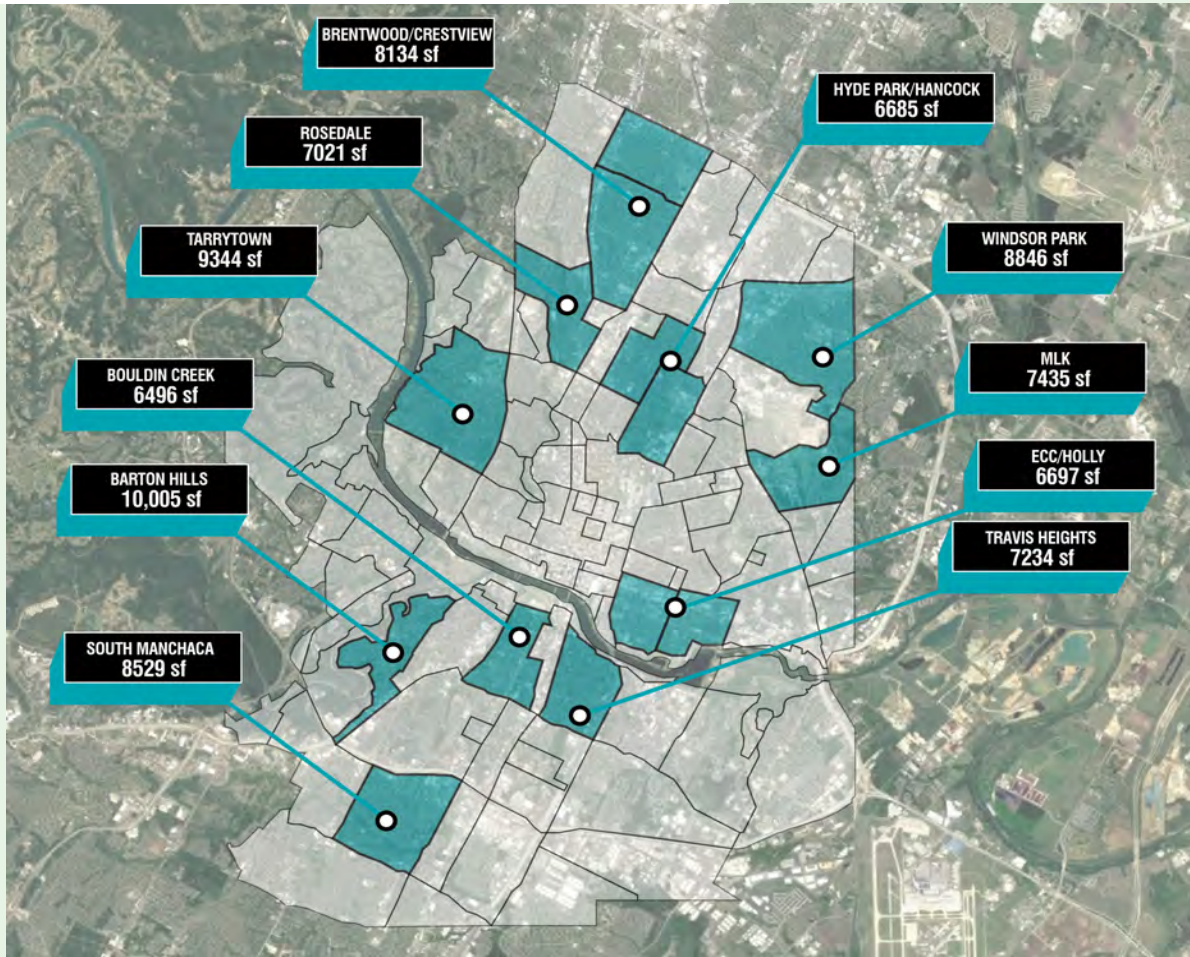 BRENTWOOD/CRESTVIEW
8134 sf
HYDE PARK/HANCOCK
6685 sf
ROSEDALE
7021 sf
TARRYTOWN
9344 sf
WINDSOR PARK
8846 sf
BOULDIN CREEK
6496 sf
MLK
7435 sf
BARTON HILLS
10,005 sf
ECC/HOLLY
6697 sf
TRAVIS HEIGHTS
7234 sf
SOUTH MANCHACA
8529 sf